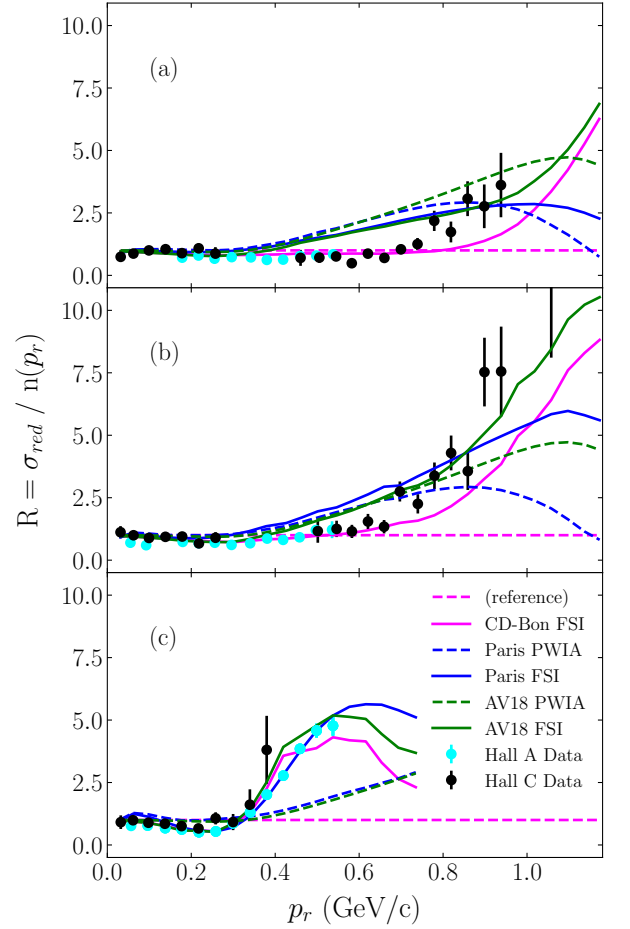 10.0
(a)
7.5
5.0
2.5
0.0
10.0
(b)
7.5
5.0
2.5
0.0
R = σ_red / n(p_r)
10.0
(c)
7.5
5.0
2.5
0.0
(reference)
CD-Bon FSI
Paris PWIA
Paris FSI
AV18 PWIA
AV18 FSI
Hall A Data
Hall C Data
0.0 0.2 0.4 0.6 0.8 1.0
p_r (GeV/c)